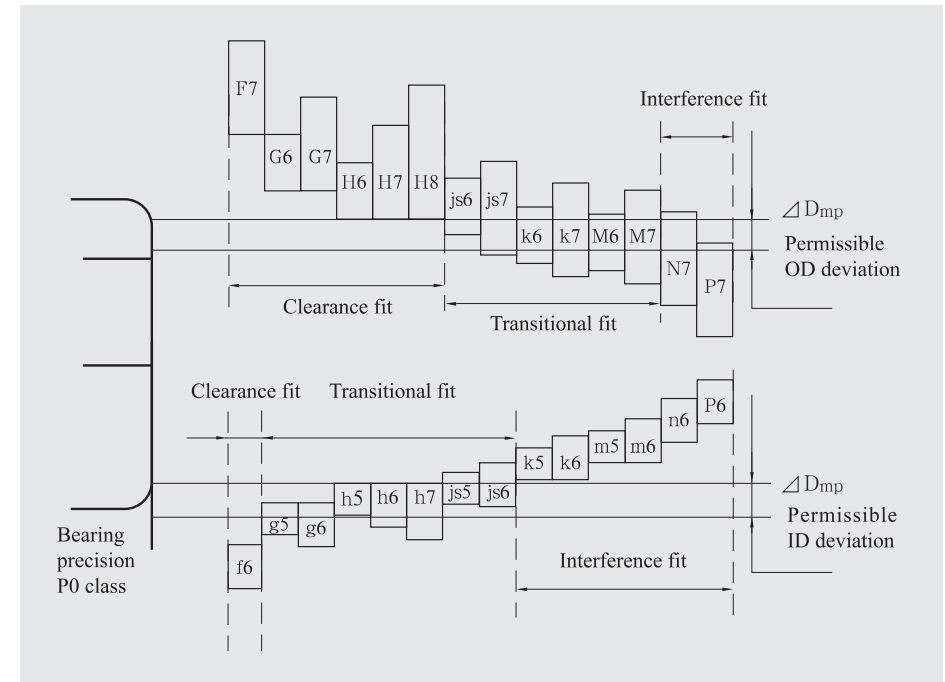 F7
G6
G7
H6
H7
H8
js6
js7
k6
k7
M6
M7
N7
P7
Interference fit
⊿ Dmp
Permissible
OD deviation
Clearance fit
Transitional fit
Clearance fit
Transitional fit
f6
g5
g6
h5
h6
h7
js5
js6
k5
k6
m5
m6
n6
P6
⊿ Dmp
Permissible
ID deviation
Interference fit
Bearing
precision
P0 class